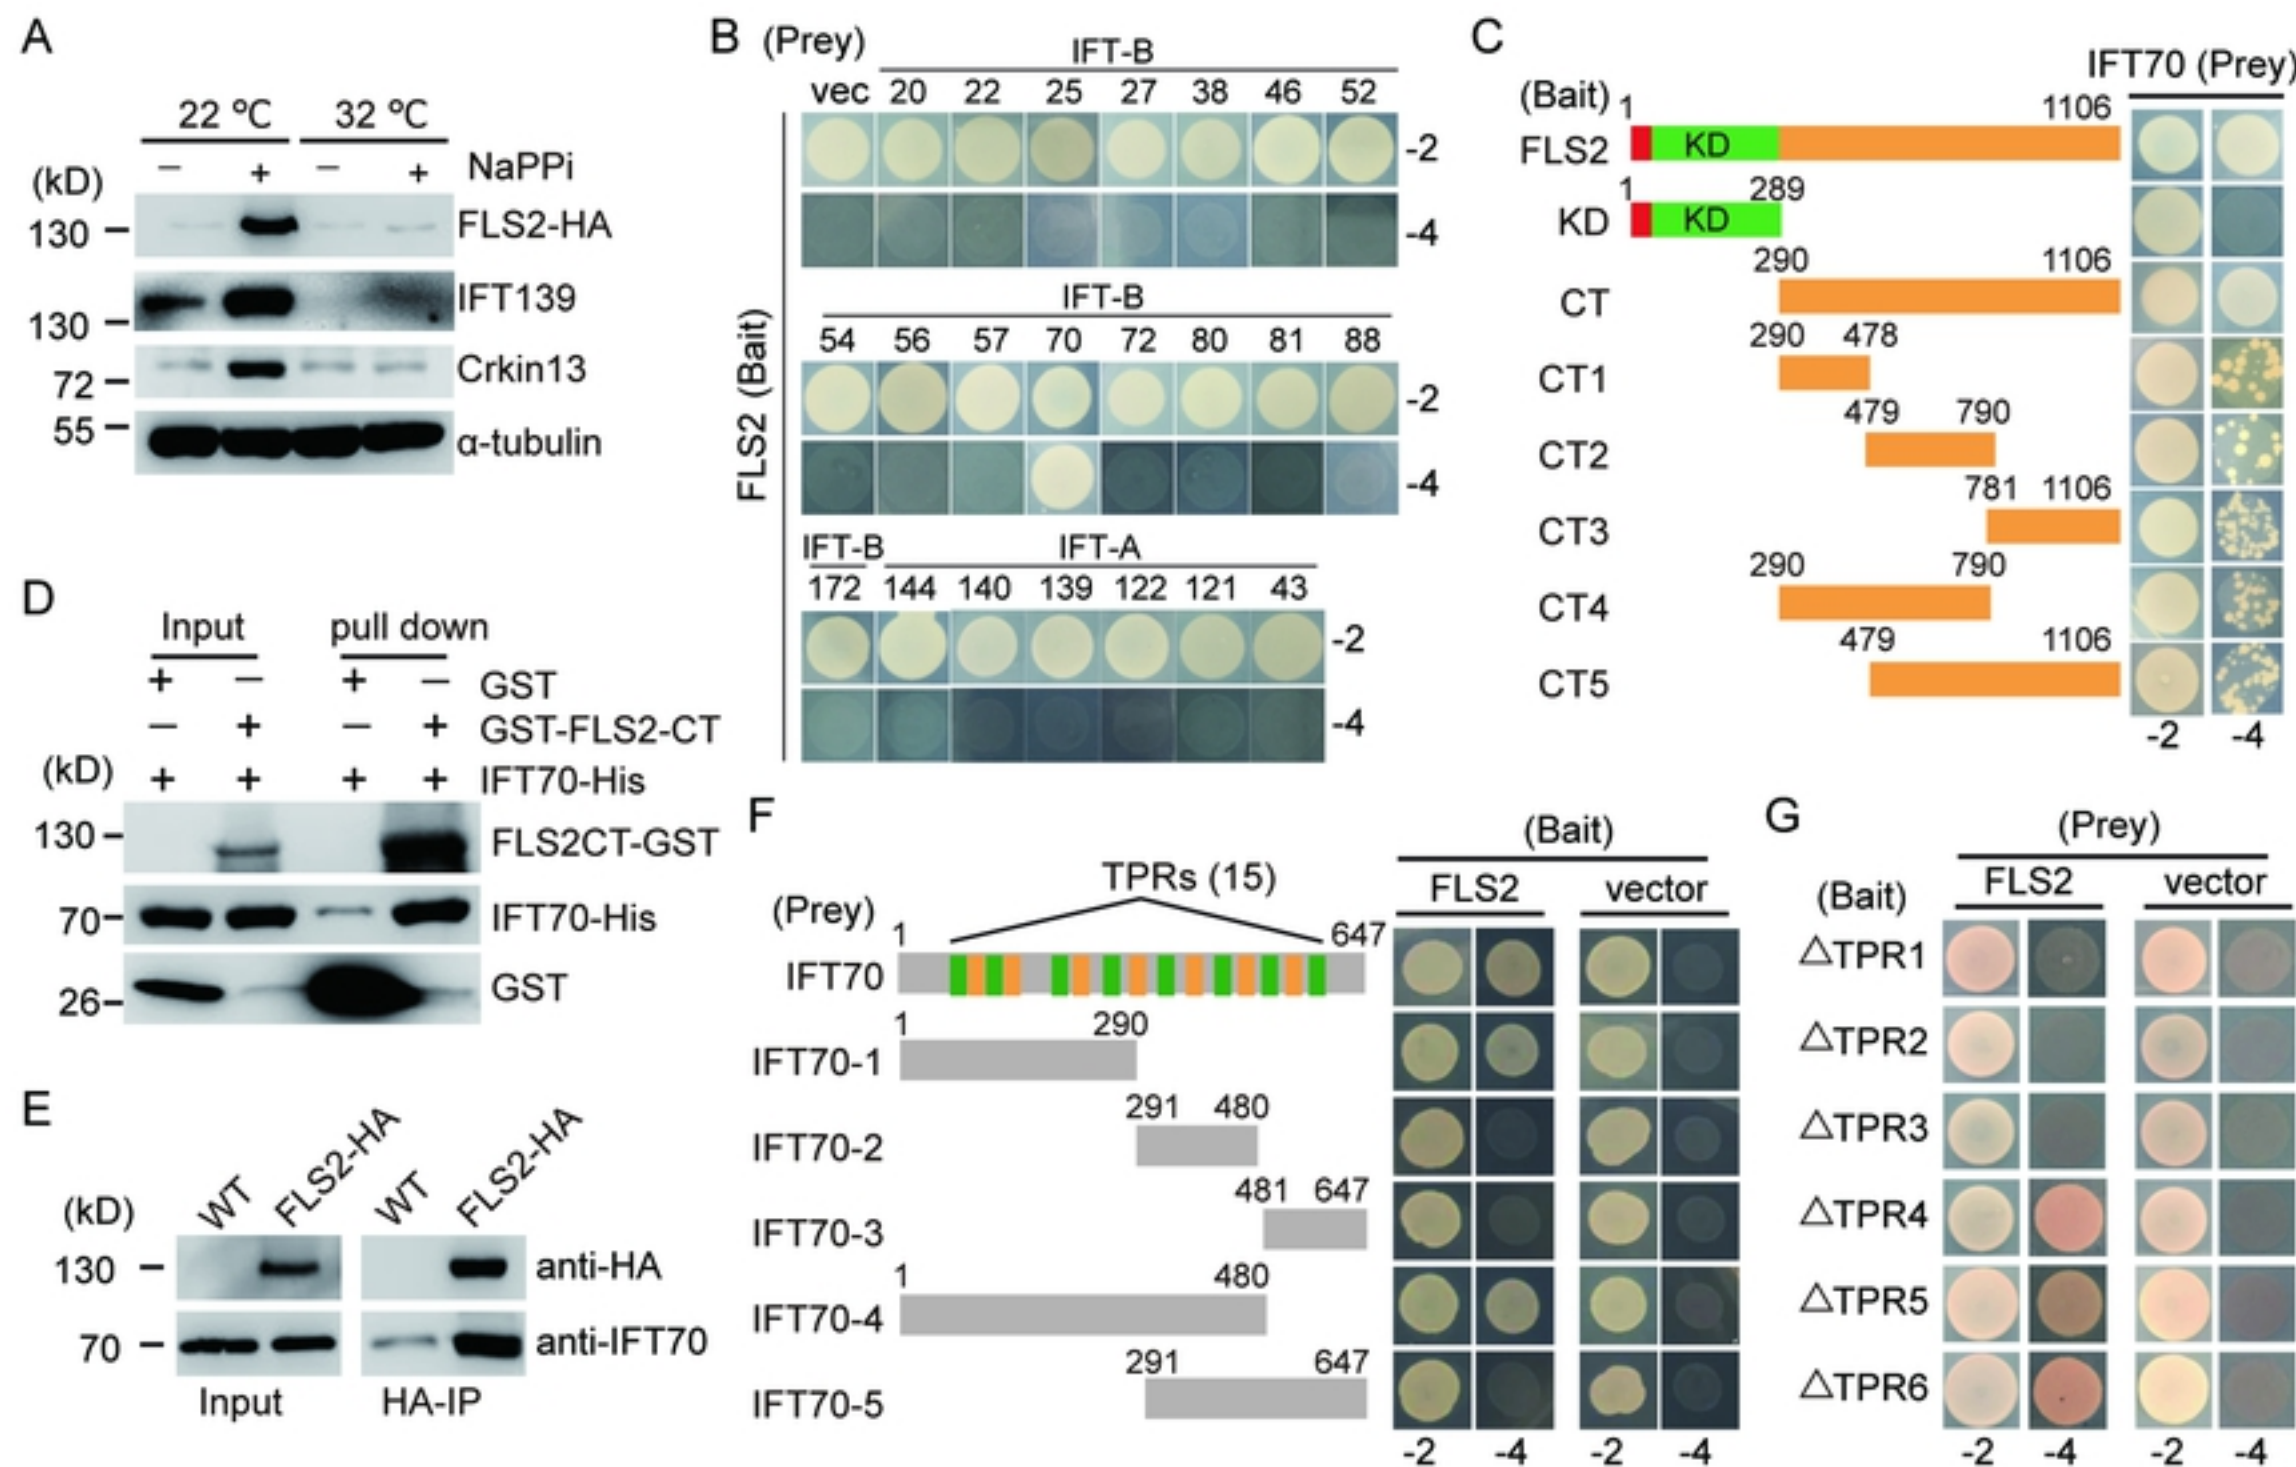 A
22 ºC 32 ºC
(kD) − + − + NaPPi
130 FLS2-HA
IFT139
130
Crkin13
72
55
α-tubulin
B (Prey) IFT-B
vec 20 22 25 27 38 46 52
-2
-4
IFT-B
54 56 57 70 72 80 81 88
-2
-4
IFT-B IFT-A
172 144 140 139 122 121 43
-2
-4
FLS2 (Bait)
C
IFT70 (Prey)
(Bait) 1 1106
FLS2 KD
1 289
KD KD
290 1106
CT
290 478
CT1
479 790
CT2
781 1106
CT3
290 790
CT4
479 1106
CT5
-2 -4
D
Input pull down
+ − + − GST
− + − + GST-FLS2-CT
(kD) + + + + IFT70-His
130 FLS2CT-GST
70 IFT70-His
26 GST
E
WT FLS2-HA WT FLS2-HA
(kD)
130 anti-HA
70 anti-IFT70
Input HA-IP
F
(Bait)
TPRs (15) FLS2 vector
(Prey)
1 647
IFT70
1 290
IFT70-1
291 480
IFT70-2
481 647
IFT70-3
1 480
IFT70-4
291 647
IFT70-5
-2 -4 -2 -4
G
(Prey)
(Bait) FLS2 vector
△TPR1
△TPR2
△TPR3
△TPR4
△TPR5
△TPR6
-2 -4 -2 -4